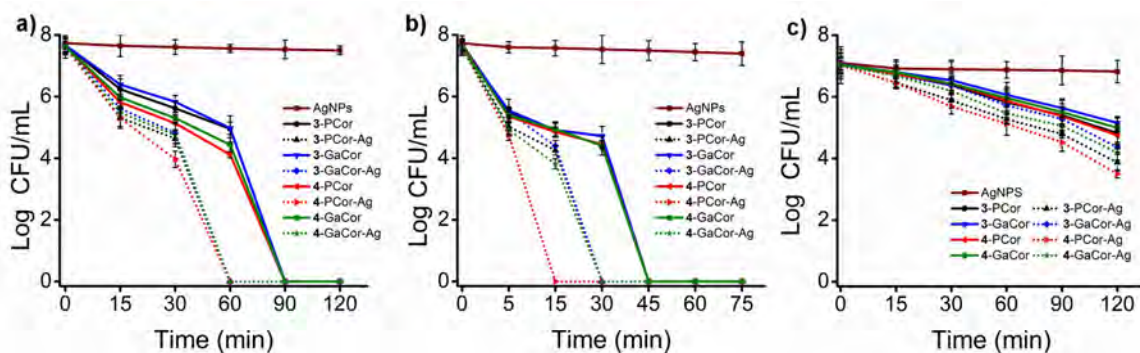 a)
Log CFU/mL
8
6
4
2
0
AgNPs
3-PCor
3-PCor-Ag
3-GaCor
3-GaCor-Ag
4-PCor
4-PCor-Ag
4-GaCor
4-GaCor-Ag
0 15 30 60 90 120
Time (min)
b)
Log CFU/mL
8
6
4
2
0
AgNPs
3-PCor
3-PCor-Ag
3-GaCor
3-GaCor-Ag
4-PCor
4-PCor-Ag
4-GaCor
4-GaCor-Ag
0 5 15 30 45 60 75
Time (min)
c)
Log CFU/mL
8
6
4
2
0
AgNPS
3-PCor 3-PCor-Ag
3-GaCor 3-GaCor-Ag
4-PCor 4-PCor-Ag
4-GaCor 4-GaCor-Ag
0 15 30 60 90 120
Time (min)